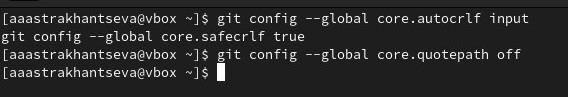 [aaastrakhantseva@vbox ~]$ git config --global core.autocrlf input
git config --global core.safecrlf true
[aaastrakhantseva@vbox ~]$ git config --global core.quotepath off
[aaastrakhantseva@vbox ~]$